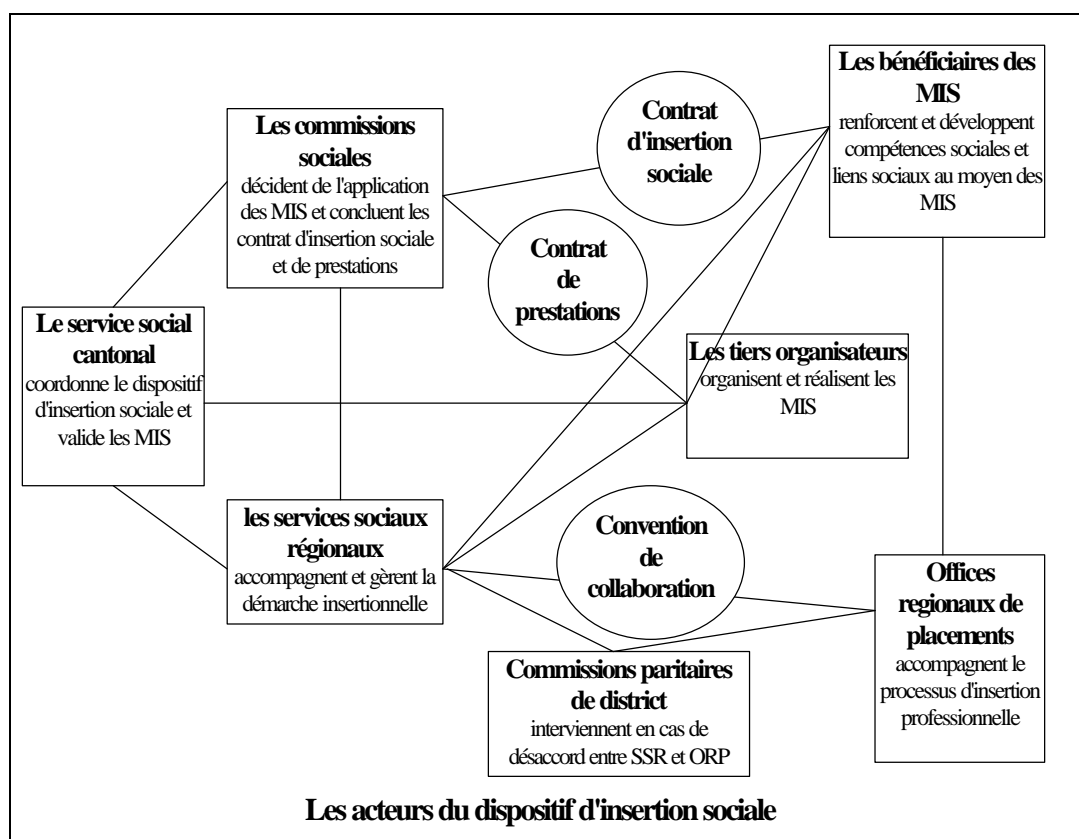 Les commissions
sociales
décident de l'application
des MIS et concluent les
contrat d'insertion sociale
et de prestations
Contrat
d'insertion
sociale
Les bénéficiaires des
MIS
renforcent et développent
compétences sociales et
liens sociaux au moyen des
MIS
Contrat
de
prestations
Le service social
cantonal
coordonne le dispositif
d'insertion sociale et
valide les MIS
Les tiers organisateurs
organisent et réalisent les
MIS
les services sociaux
régionaux
accompagnent et gèrent la
démarche insertionnelle
Convention
de
collaboration
Offices
regionaux de
placements
accompagnent le
processus d'insertion
professionnelle
Commissions paritaires
de district
interviennent en cas de
désaccord entre SSR et ORP
Les acteurs du dispositif d'insertion sociale